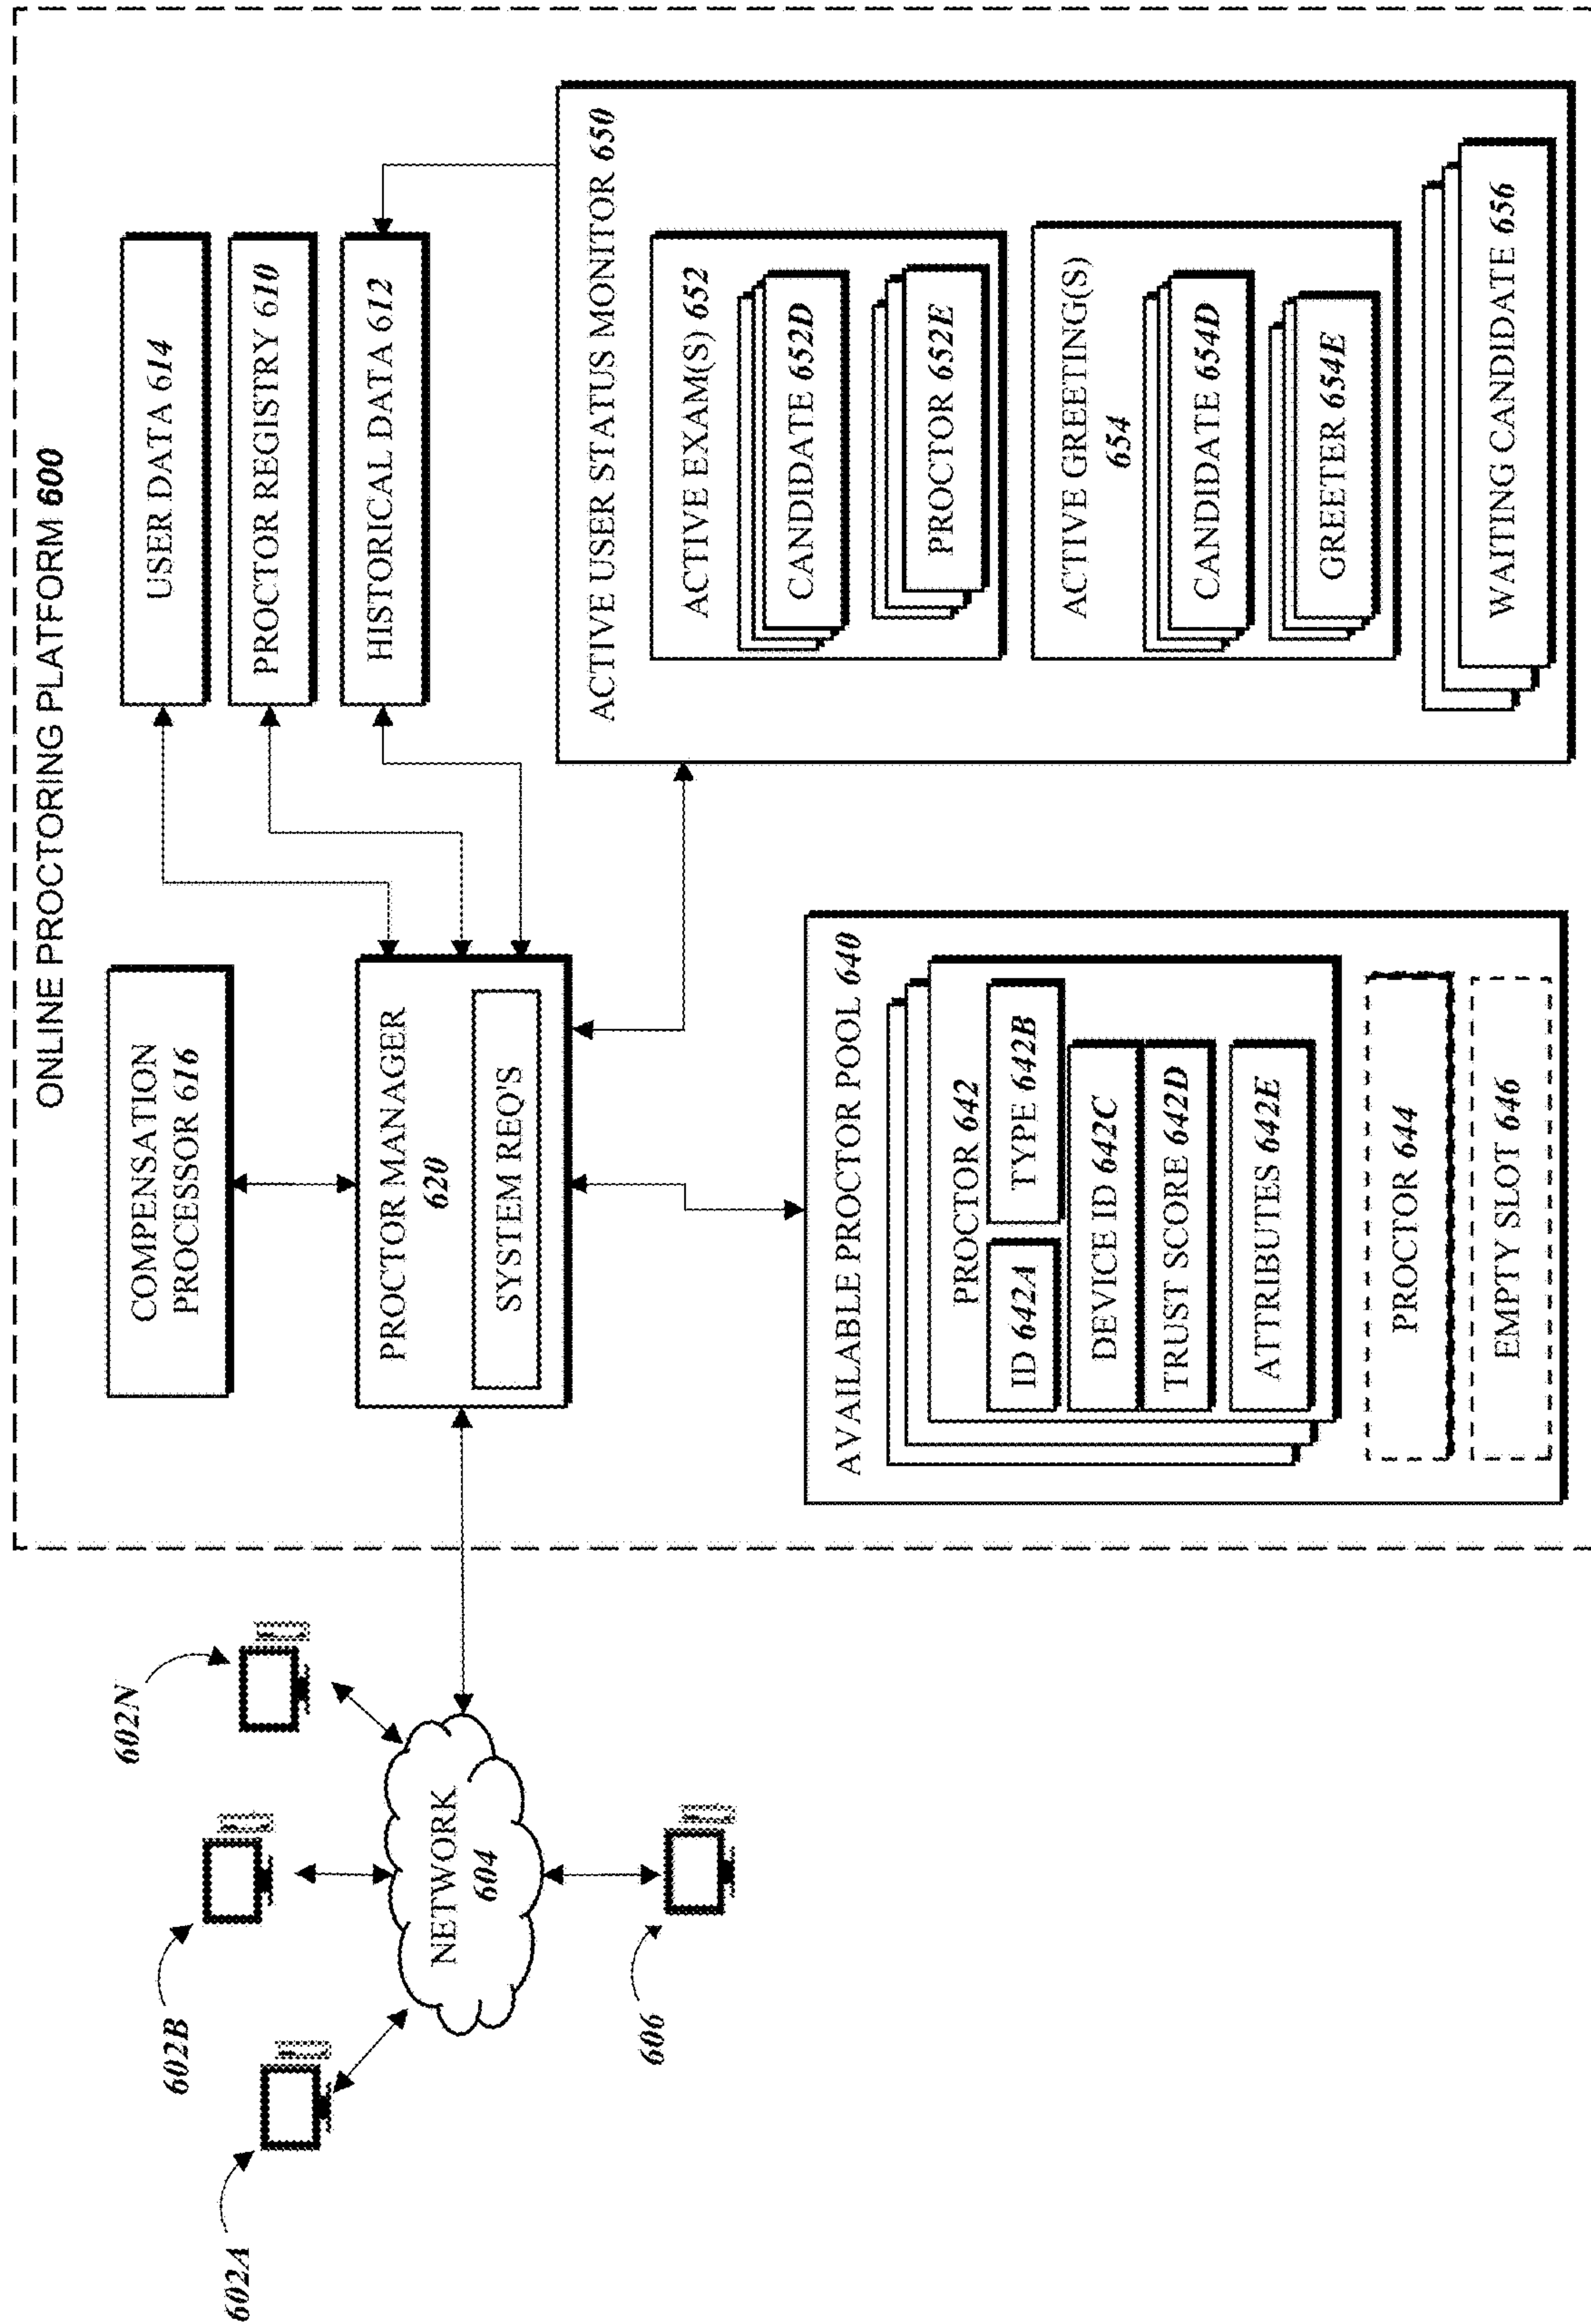 ONLINE PROCTORING PLATFORM 600
602A
602B
602N
NETWORK
604
606
COMPENSATION
PROCESSOR 616
PROCTOR MANAGER
620
SYSTEM REQ'S
USER DATA 614
PROCTOR REGISTRY 610
HISTORICAL DATA 612
AVAILABLE PROCTOR POOL 640
PROCTOR 642
ID 642A
TYPE 642B
DEVICE ID 642C
TRUST SCORE 642D
ATTRIBUTES 642E
PROCTOR 644
EMPTY SLOT 646
ACTIVE USER STATUS MONITOR 650
ACTIVE EXAM(S) 652
CANDIDATE 652D
PROCTOR 652E
ACTIVE GREETING(S)
654
CANDIDATE 654D
GREETER 654E
WAITING CANDIDATE 656